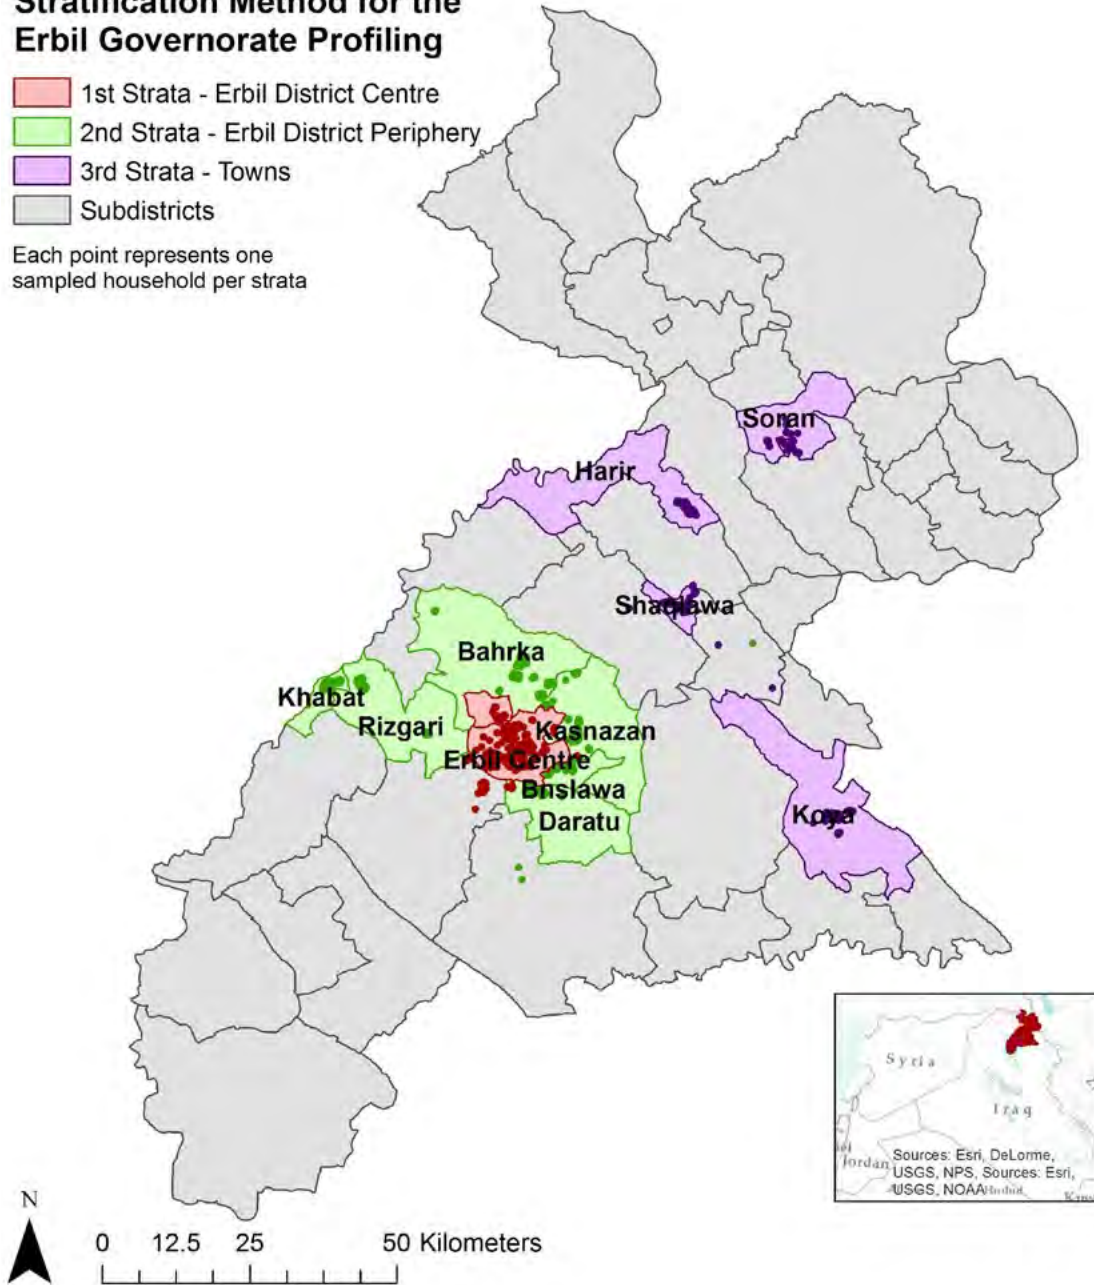 Stratification Method for the
Erbil Governorate Profiling
1st Strata - Erbil District Centre
2nd Strata - Erbil District Periphery
3rd Strata - Towns
Subdistricts
Each point represents one
sampled household per strata
Soran
Harir
Shaqlawa
Bahrka
Khabat
Rizgari
Kasnazan
Erbil Centre
Bnslawa
Daratu
Koya
Syria
Iraq
Jordan
Sources: Esri, DeLorme,
USGS, NPS, Sources: Esri,
USGS, NOAA
N
0 12.5 25 50 Kilometers